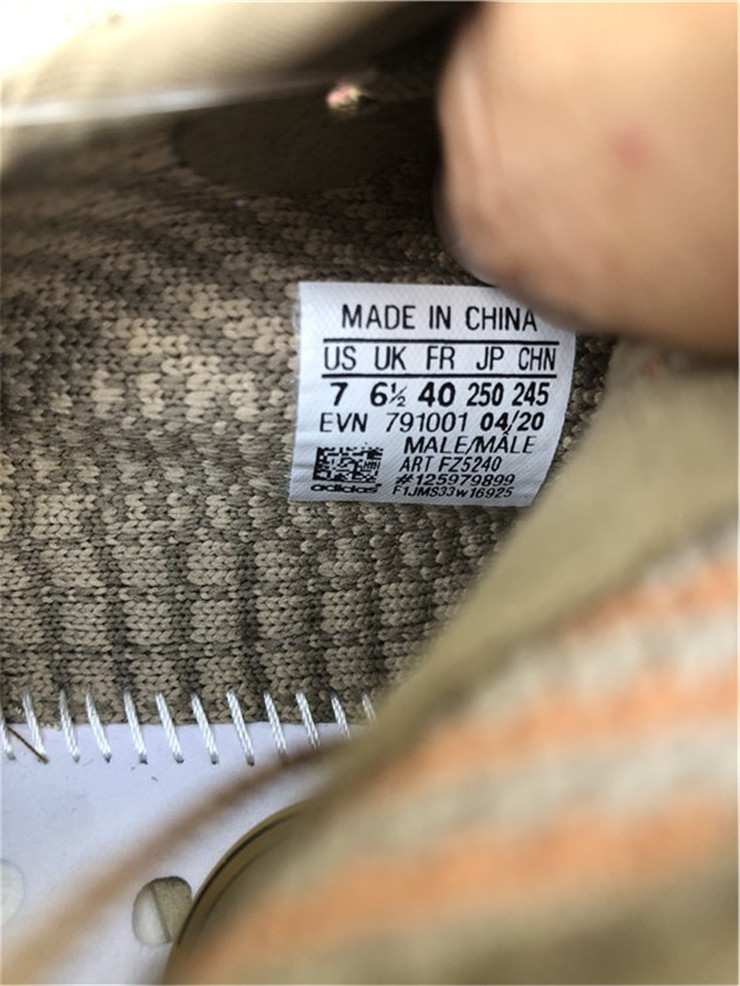 MADE IN CHINA
US UK FR JP CHN
7 6½ 40 250 245
EVN 791001 04/20
MALE/MÂLE
ART FZ5240
#125979899
adidas F1JMS33w16925